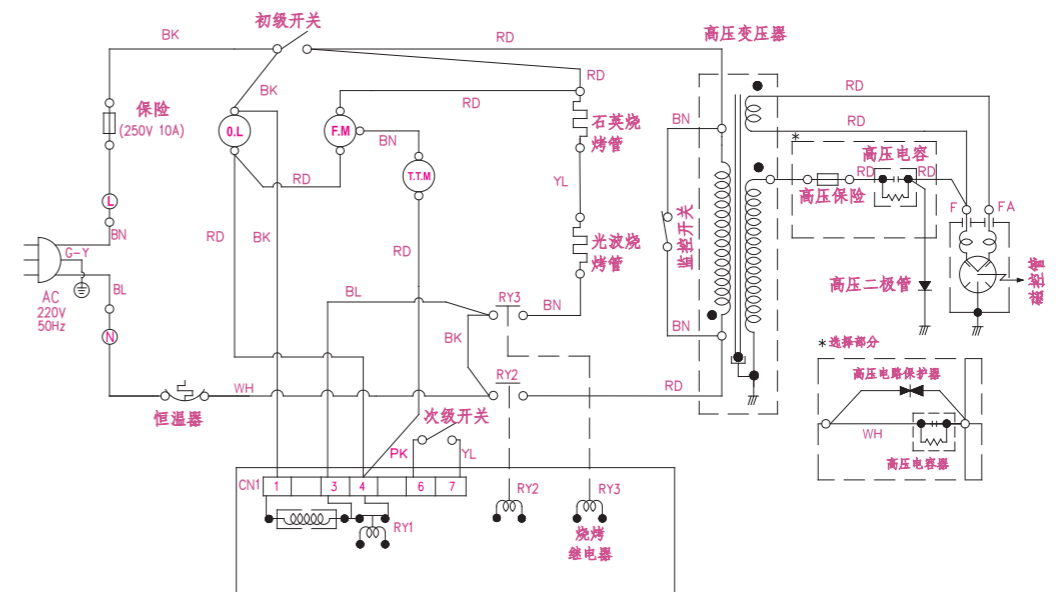 初级开关
BK
RD
高压变压器
RD
RD
RD
RD
BK
保险
(250V 10A)
O.L
F.M
BN
T.T.M
石英烧
烤管
BN
*
高压电容
RD
RD
高压保险
RD
YL
L
BN
G-Y
RD
BK
RD
光波烧
烤管
监控开关
F
FA
高压二极管
磁控管
AC
220V
50Hz
BL
N
BL
RY3
BN
BK
BN
*选择部分
RY2
RD
高压电路保护器
WH
恒温器
次级开关
WH
高压电容器
PK
YL
CN1
1
3
4
6
7
RY2
RY3
RY1
烧烤
继电器